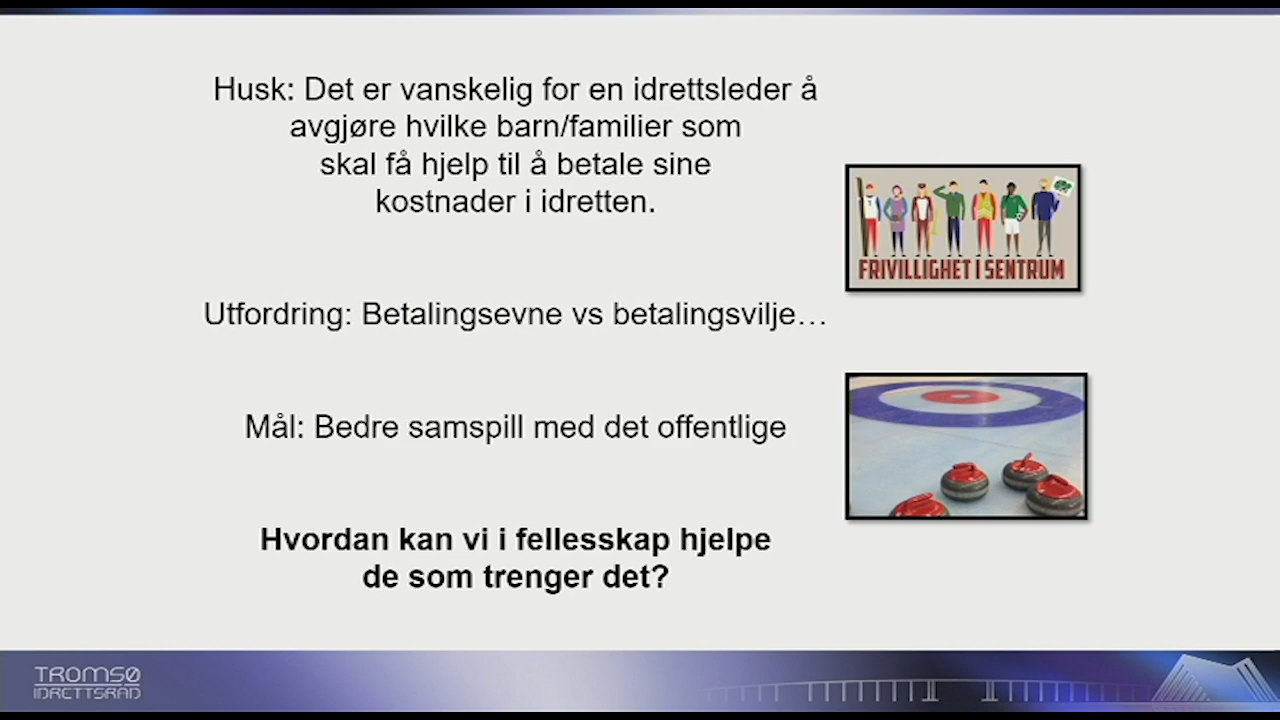 Husk: Det er vanskelig for en idrettsleder å
avgjøre hvilke barn/familier som
skal få hjelp til å betale sine
kostnader i idretten.
FRIVILLIGHET I SENTRUM
Utfordring: Betalingsevne vs betalingsvilje…
Mål: Bedre samspill med det offentlige
Hvordan kan vi i fellesskap hjelpe
de som trenger det?
TROMSØ
IDRETTSRÅD